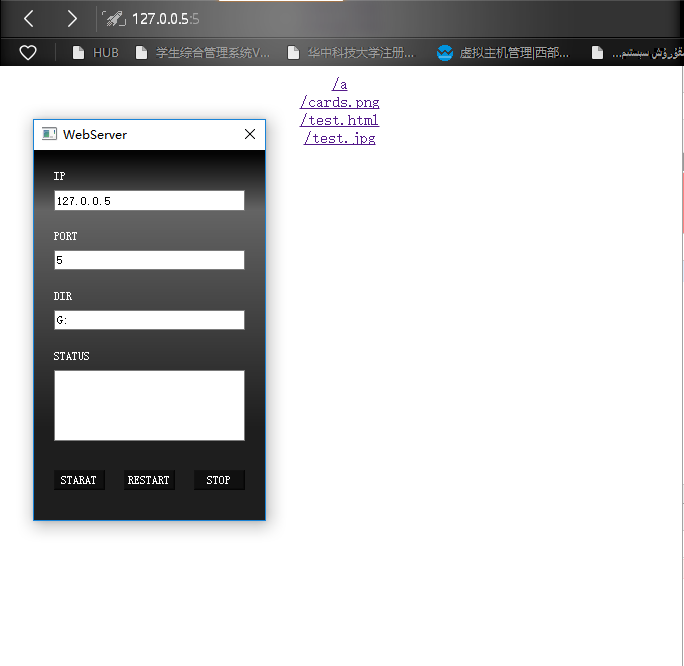 127.0.0.5:5
HUB
学生综合管理系统V...
华中科技大学注册...
虚拟主机管理|西部...
/a
/cards.png
/test.html
/test.jpg
WebServer
IP
127.0.0.5
PORT
5
DIR
G:
STATUS
STARAT RESTART STOP